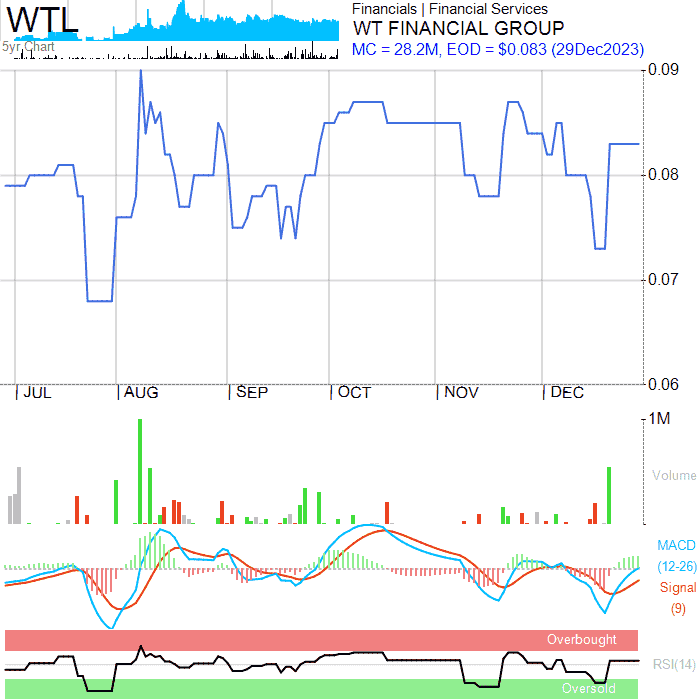 WTL
5yr Chart
Financials | Financial Services
WT FINANCIAL GROUP
MC = 28.2M, EOD = $0.083 (29Dec2023)
0.09
0.08
0.07
0.06
JUL AUG SEP OCT NOV DEC
1M
Volume
MACD
(12-26)
Signal
(9)
Overbought
RSI(14)
Oversold